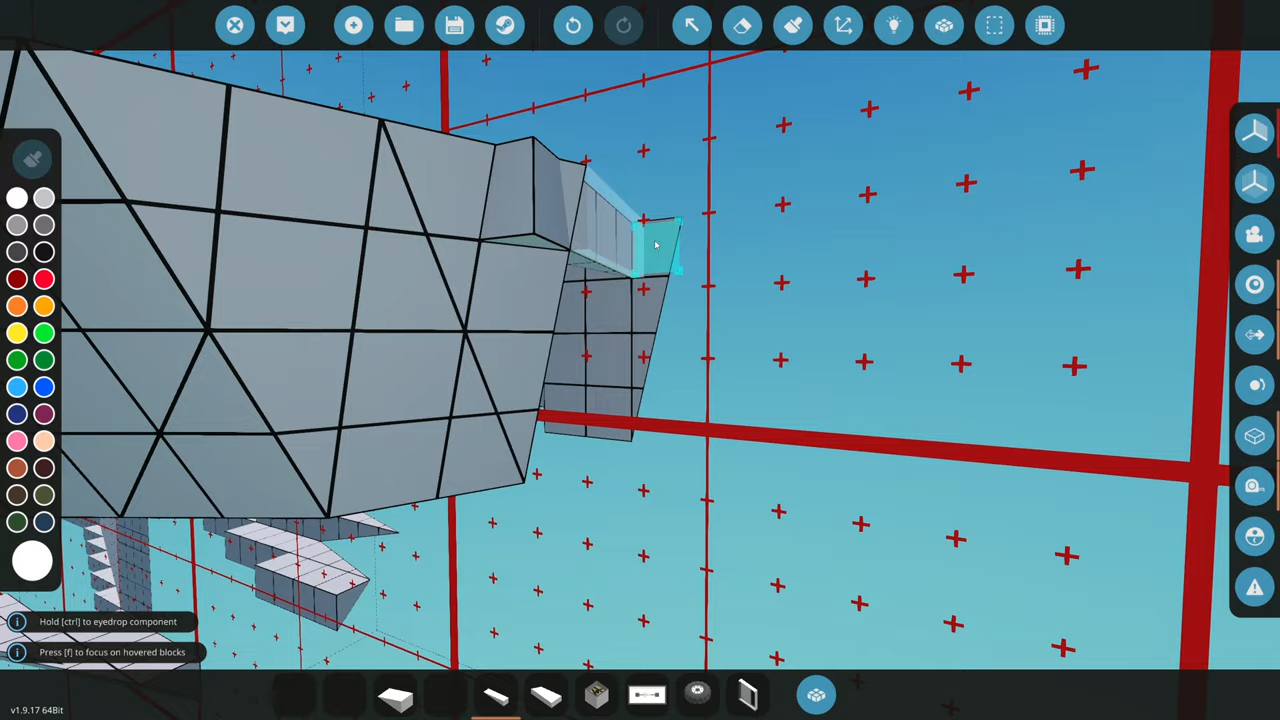 Hold [ctrl] to eyedrop component
Press [f] to focus on hovered blocks
v1.9.17 64Bit